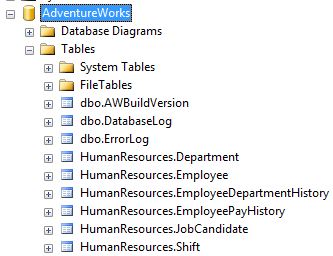 AdventureWorks
Database Diagrams
Tables
System Tables
FileTables
dbo.AWBuildVersion
dbo.DatabaseLog
dbo.ErrorLog
HumanResources.Department
HumanResources.Employee
HumanResources.EmployeeDepartmentHistory
HumanResources.EmployeePayHistory
HumanResources.JobCandidate
HumanResources.Shift